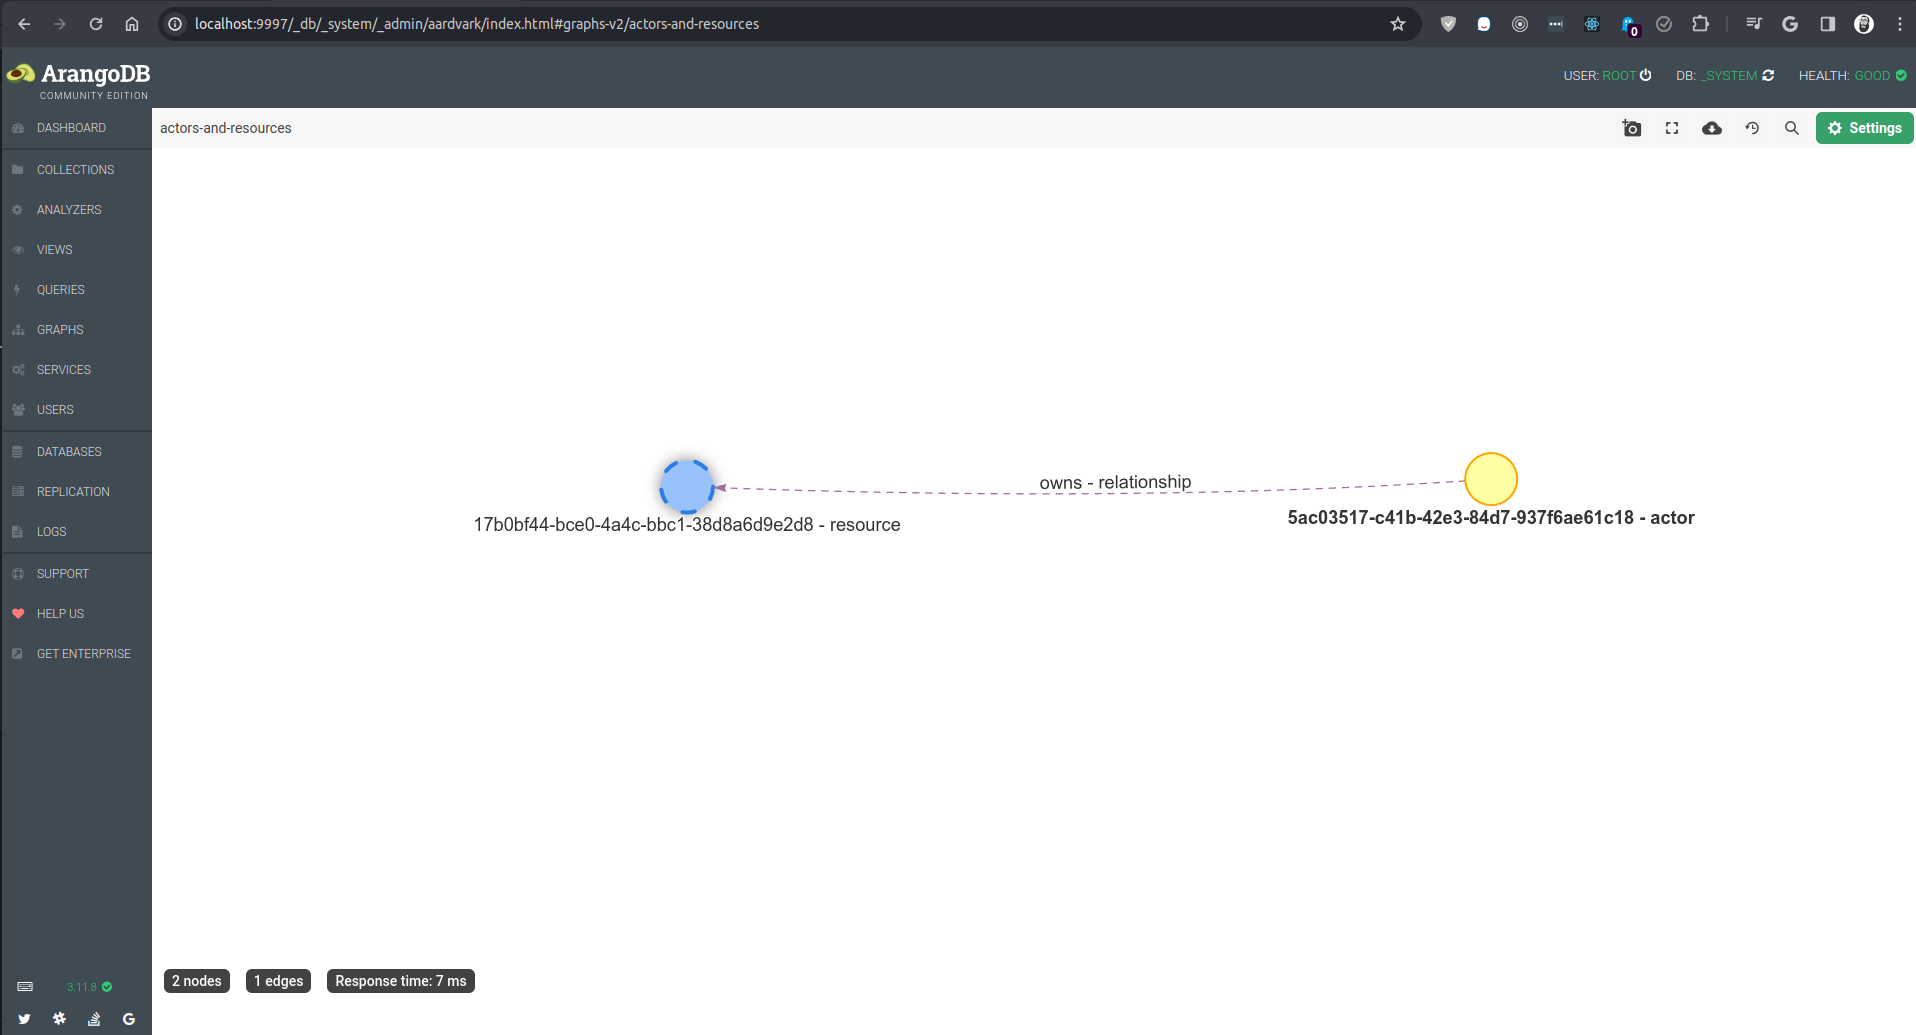 localhost:9997/_db/_system/_admin/aardvark/index.html#graphs-v2/actors-and-resources
0
ArangoDB
COMMUNITY EDITION
USER: ROOT
DB: _SYSTEM
HEALTH: GOOD
DASHBOARD
COLLECTIONS
ANALYZERS
VIEWS
QUERIES
GRAPHS
SERVICES
USERS
DATABASES
REPLICATION
LOGS
SUPPORT
HELP US
GET ENTERPRISE
3.11.8
actors-and-resources
Settings
owns - relationship
17b0bf44-bce0-4a4c-bbc1-38d8a6d9e2d8 - resource
5ac03517-c41b-42e3-84d7-937f6ae61c18 - actor
2 nodes
1 edges
Response time: 7 ms